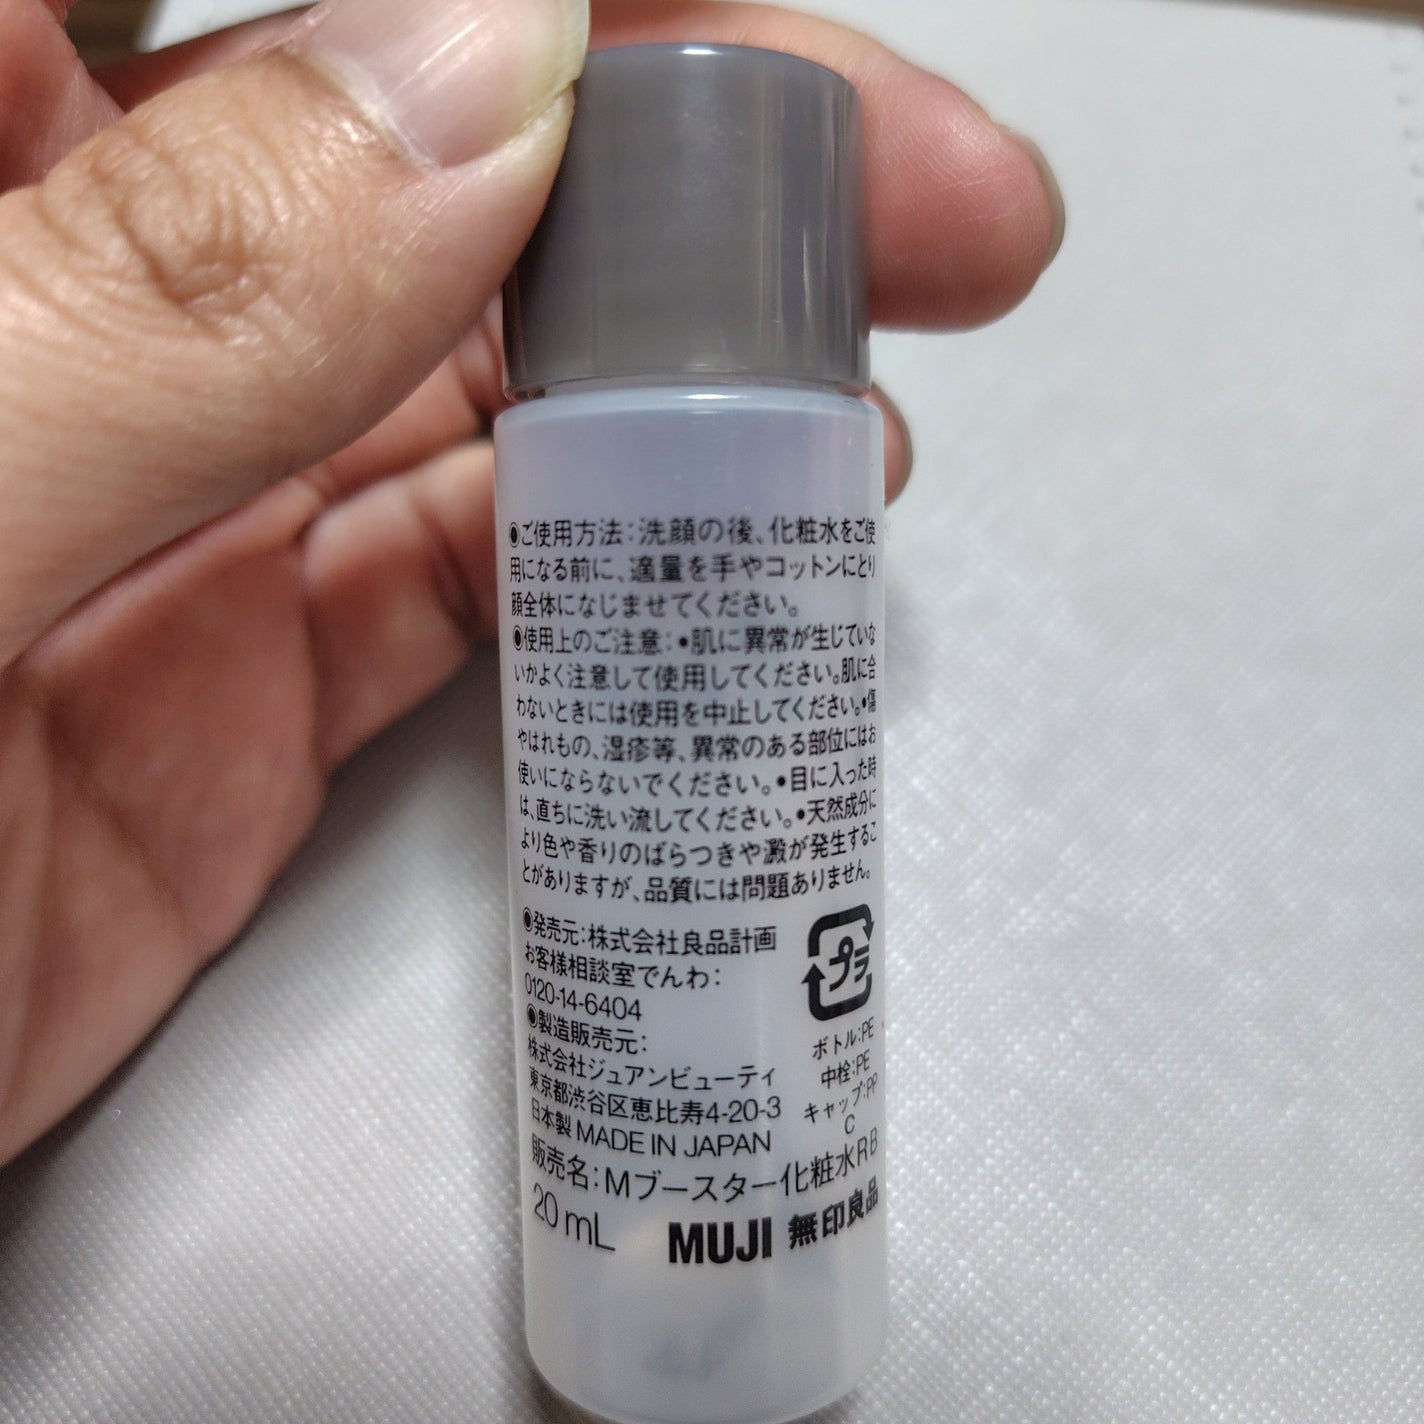 ◉ご使用方法:洗顔の後、化粧水をご使
用になる前に、適量を手やコットンにとり
顔全体になじませてください。
◉使用上のご注意:•肌に異常が生じていな
いかよく注意して使用してください。肌に合
わないときには使用を中止してください。•傷
やはれもの、湿疹等、異常のある部位にはお
使いにならないでください。•目に入った時
は、直ちに洗い流してください。•天然成分に
より色や香りのばらつきや澱が発生するこ
とがありますが、品質には問題ありません。
◉発売元:株式会社良品計画
お客様相談室でんわ:
0120-14-6404
◉製造販売元:
株式会社ジュアンビューティ
東京都渋谷区恵比寿4-20-3
日本製 MADE IN JAPAN
プラ
ボトル:PE
中栓:PE
キャップ:PP
C
販売名:Mブースター化粧水RB
20 mL
MUJI 無印良品